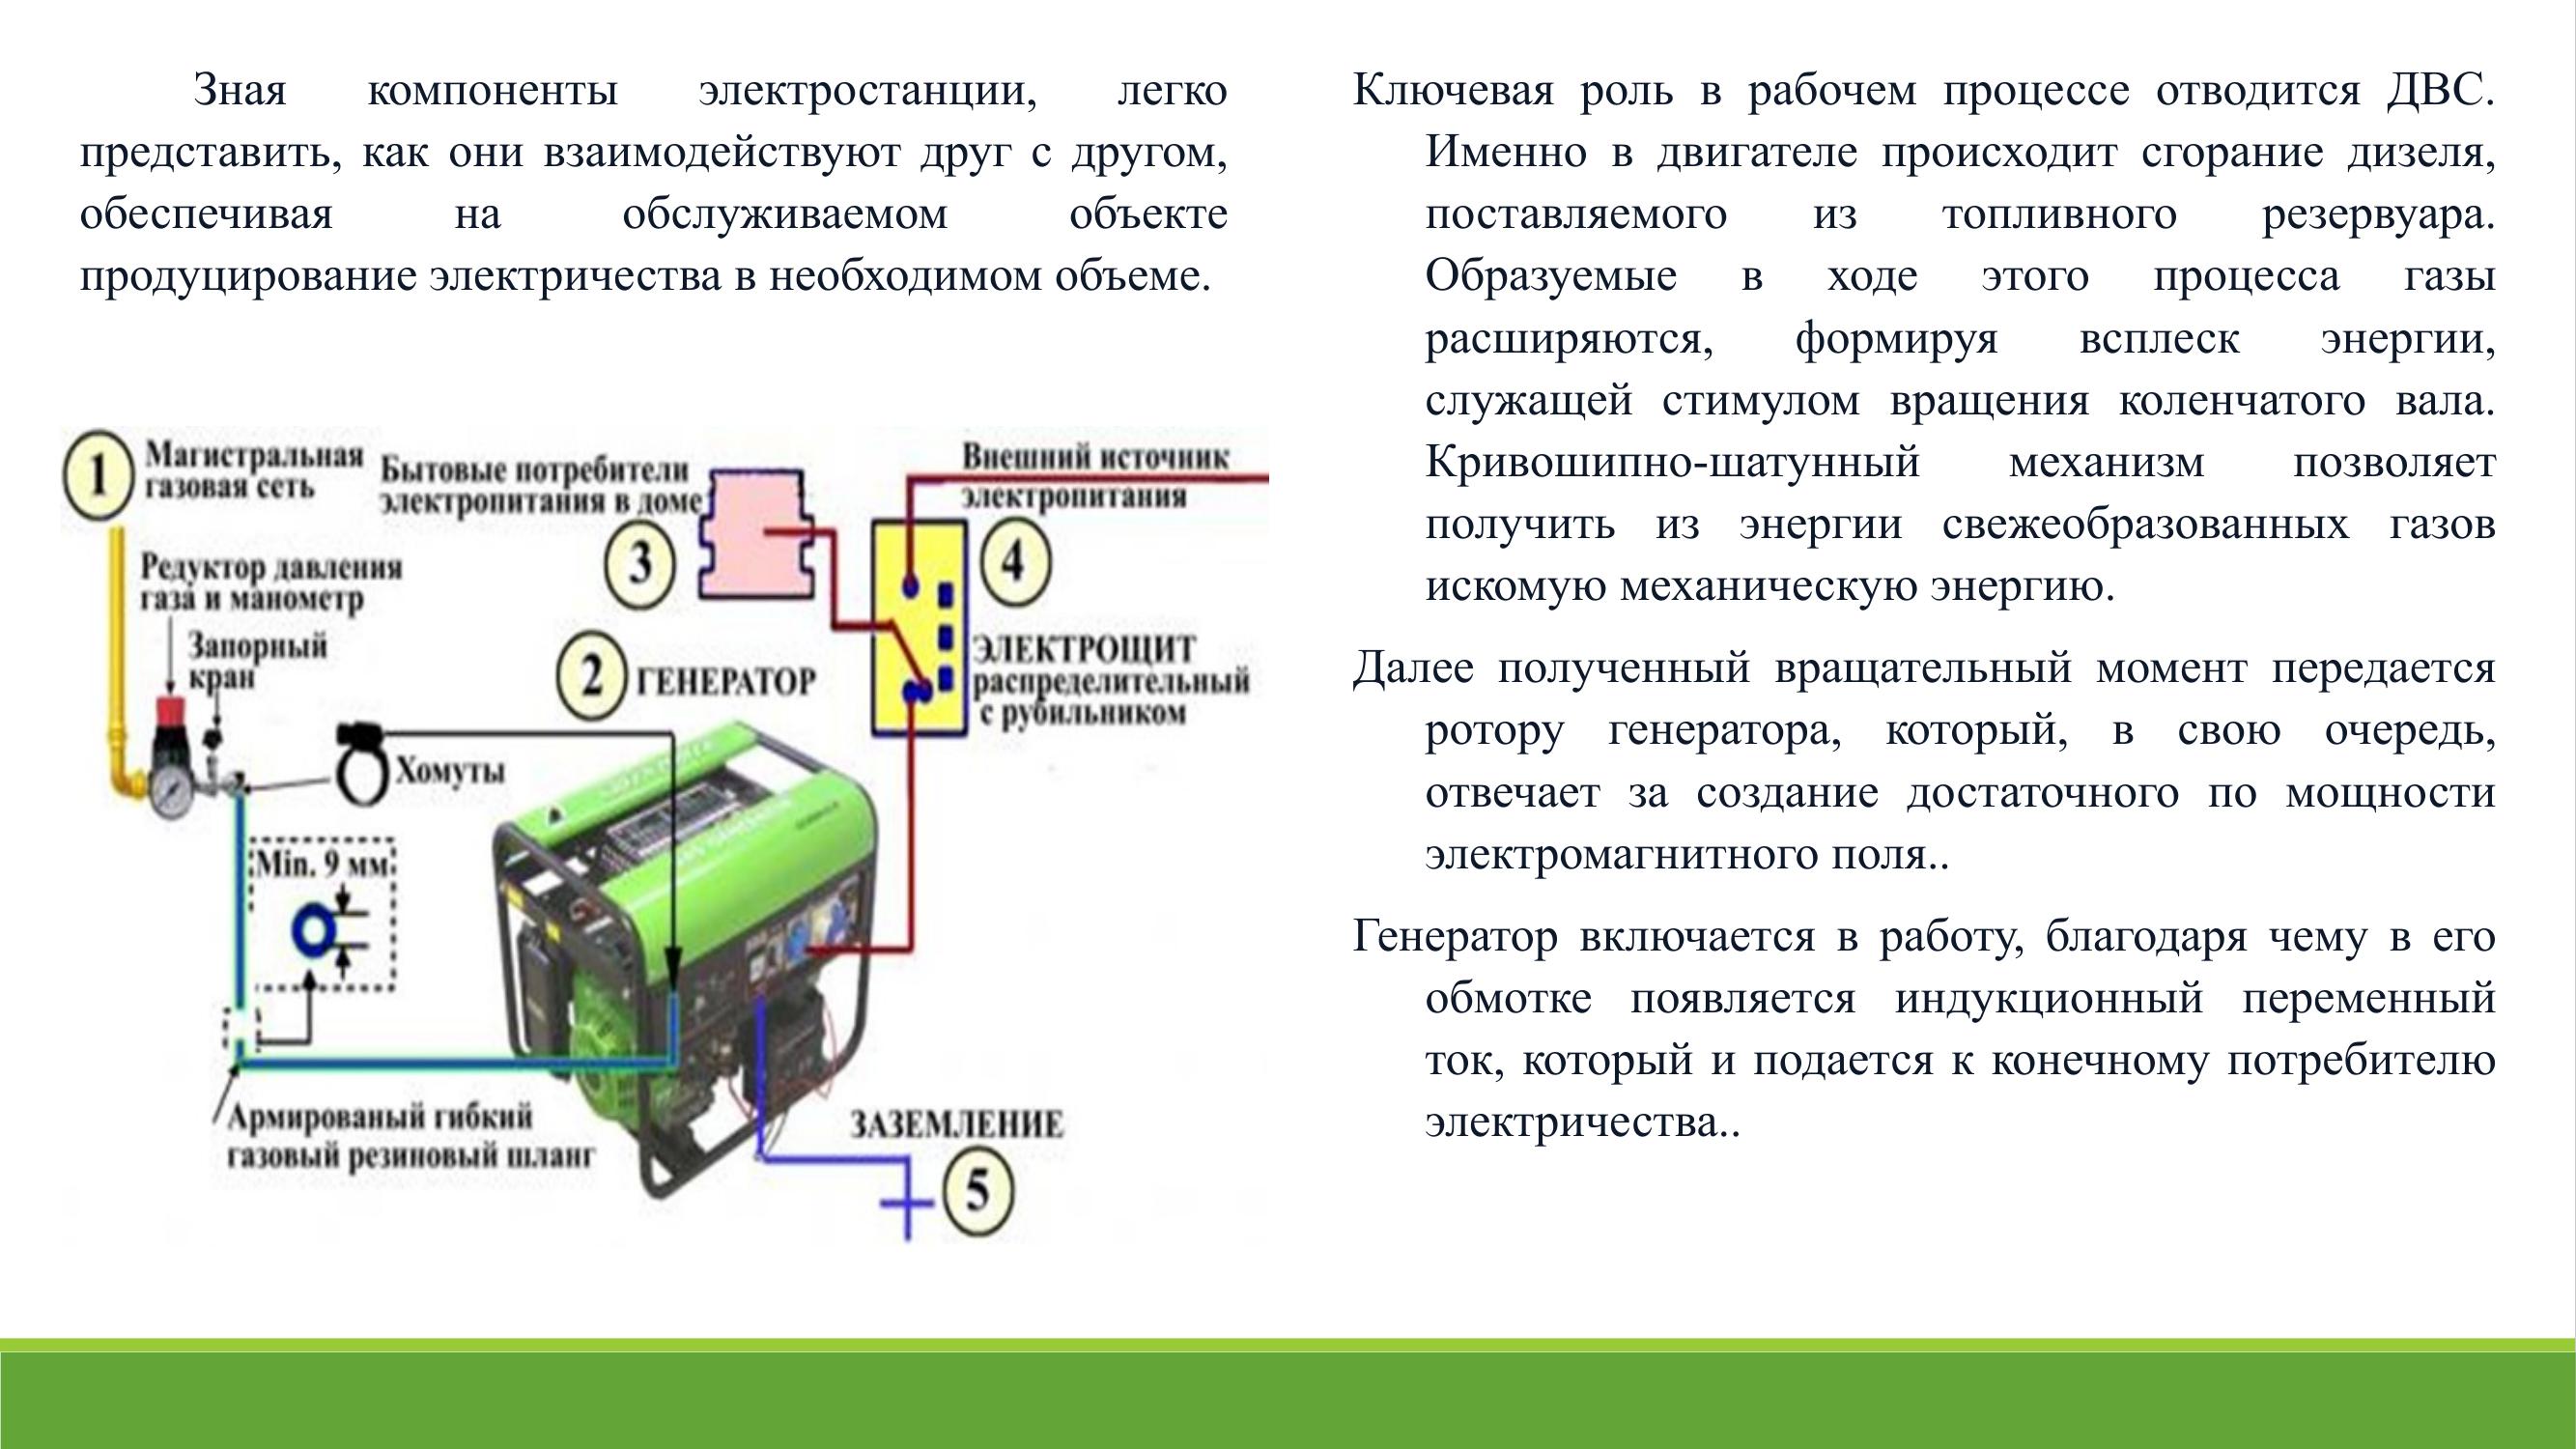 Зная компоненты электростанции, легко
представить, как они взаимодействуют друг с другом,
обеспечивая на обслуживаемом объекте
продуцирование электричества в необходимом объеме.
1
Магистральная
газовая сеть
Бытовые потребители
электропитания в доме
3
Внешний источник
электропитания
4
Редуктор давления
газа и манометр
Запорный
кран
2
ГЕНЕРАТОР
ЭЛЕКТРОЩИТ
распределительный
с рубильником
Хомуты
Min. 9 мм
Армированый гибкий
газовый резиновый шланг
ЗАЗЕМЛЕНИЕ
5
Ключевая роль в рабочем процессе отводится ДВС.
Именно в двигателе происходит сгорание дизеля,
поставляемого из топливного резервуара.
Образуемые в ходе этого процесса газы
расширяются, формируя всплеск энергии,
служащей стимулом вращения коленчатого вала.
Кривошипно-шатунный механизм позволяет
получить из энергии свежеобразованных газов
искомую механическую энергию.
Далее полученный вращательный момент передается
ротору генератора, который, в свою очередь,
отвечает за создание достаточного по мощности
электромагнитного поля..
Генератор включается в работу, благодаря чему в его
обмотке появляется индукционный переменный
ток, который и подается к конечному потребителю
электричества..